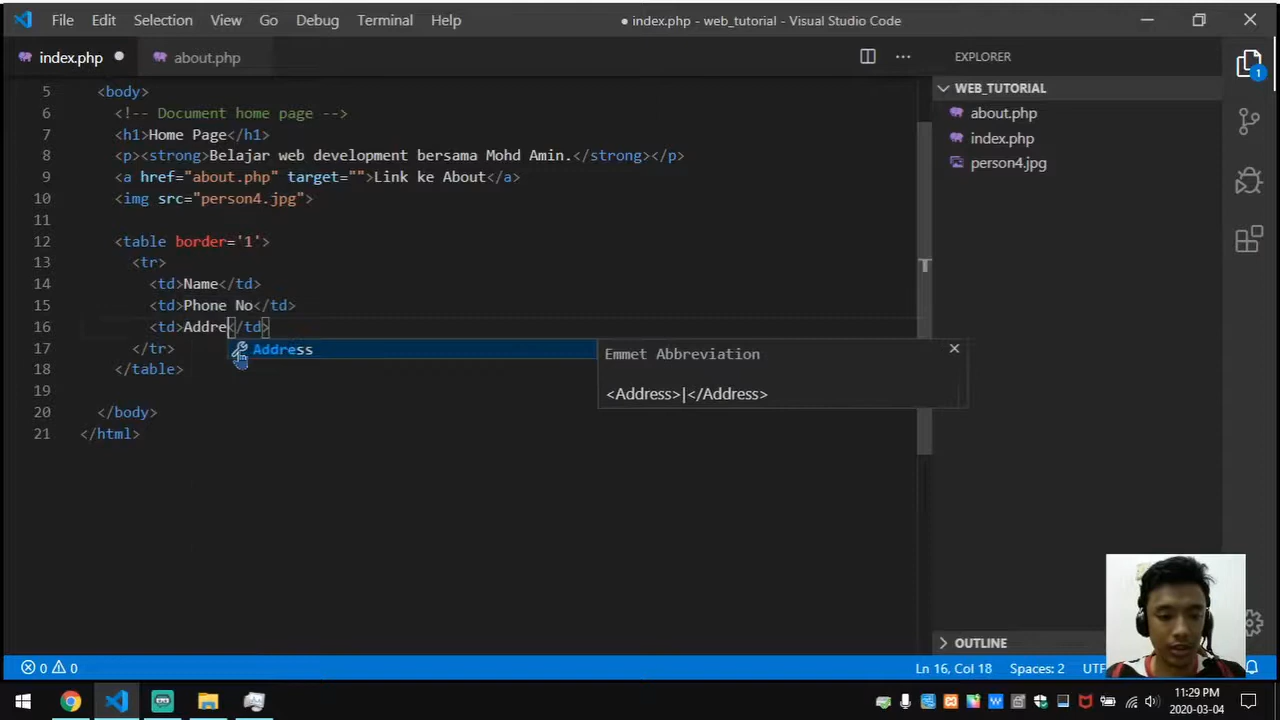 File Edit Selection View Go Debug Terminal Help ● index.php - web_tutorial - Visual Studio Code
index.php ● about.php ··· EXPLORER
WEB_TUTORIAL
about.php
index.php
person4.jpg
1
5 <body>
6 <!-- Document home page -->
7 <h1>Home Page</h1>
8 <p><strong>Belajar web development bersama Mohd Amin.</strong></p>
9 <a href="about.php" target="">Link ke About</a>
10 <img src="person4.jpg">
11
12 <table border='1'>
13 <tr>
14 <td>Name</td>
15 <td>Phone No</td>
16 <td>Addre</td>
17 </tr>
18 </table>
19
20 </body>
21 </html>
Address
Emmet Abbreviation
<Address>|</Address>
OUTLINE
0 0 Ln 16, Col 18 Spaces: 2
11:29 PM
2020-03-04